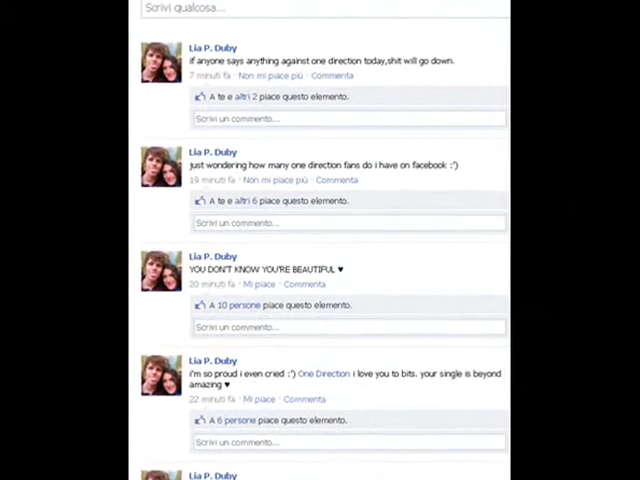 Scrivi qualcosa...
Lia P. Duby
if anyone says anything against one direction today,shit will go down.
7 minuti fa · Non mi piace più · Commenta
A te e altri 2 piace questo elemento.
Scrivi un commento...
Lia P. Duby
just wondering how many one direction fans do i have on facebook :')
19 minuti fa · Non mi piace più · Commenta
A te e altri 6 piace questo elemento.
Scrivi un commento...
Lia P. Duby
YOU DON'T KNOW YOU'RE BEAUTIFUL ♥
20 minuti fa · Mi piace · Commenta
A 10 persone piace questo elemento.
Scrivi un commento...
Lia P. Duby
i'm so proud i even cried :') One Direction i love you to bits. your single is beyond
amazing ♥
22 minuti fa · Mi piace · Commenta
A 6 persone piace questo elemento.
Scrivi un commento...
Lia P. Duby